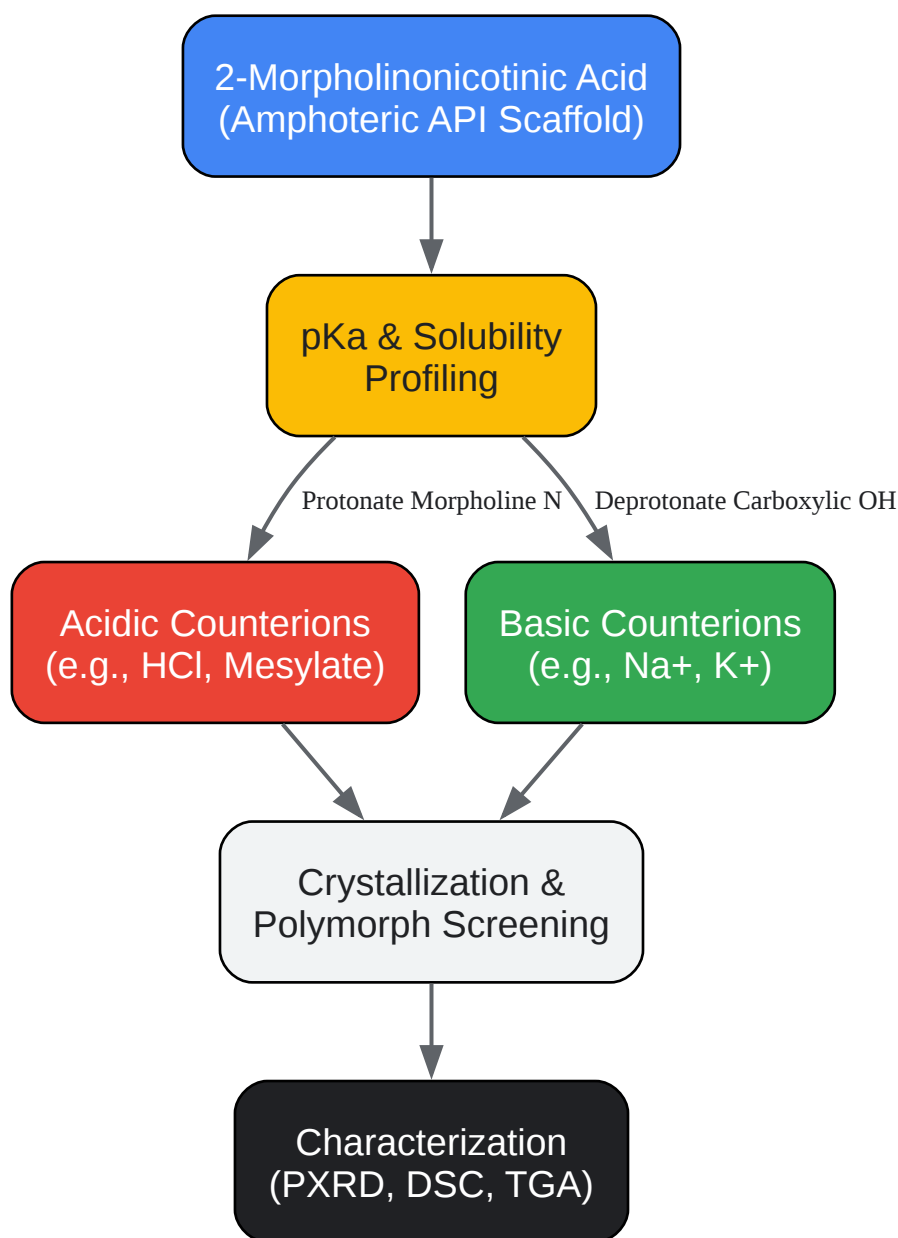 2-Morpholinonicotinic Acid
(Amphoteric API Scaffold)
pKa & Solubility
Profiling
Protonate Morpholine N
Deprotonate Carboxylic OH
Acidic Counterions
(e.g., HCl, Mesylate)
Basic Counterions
(e.g., Na+, K+)
Crystallization &
Polymorph Screening
Characterization
(PXRD, DSC, TGA)